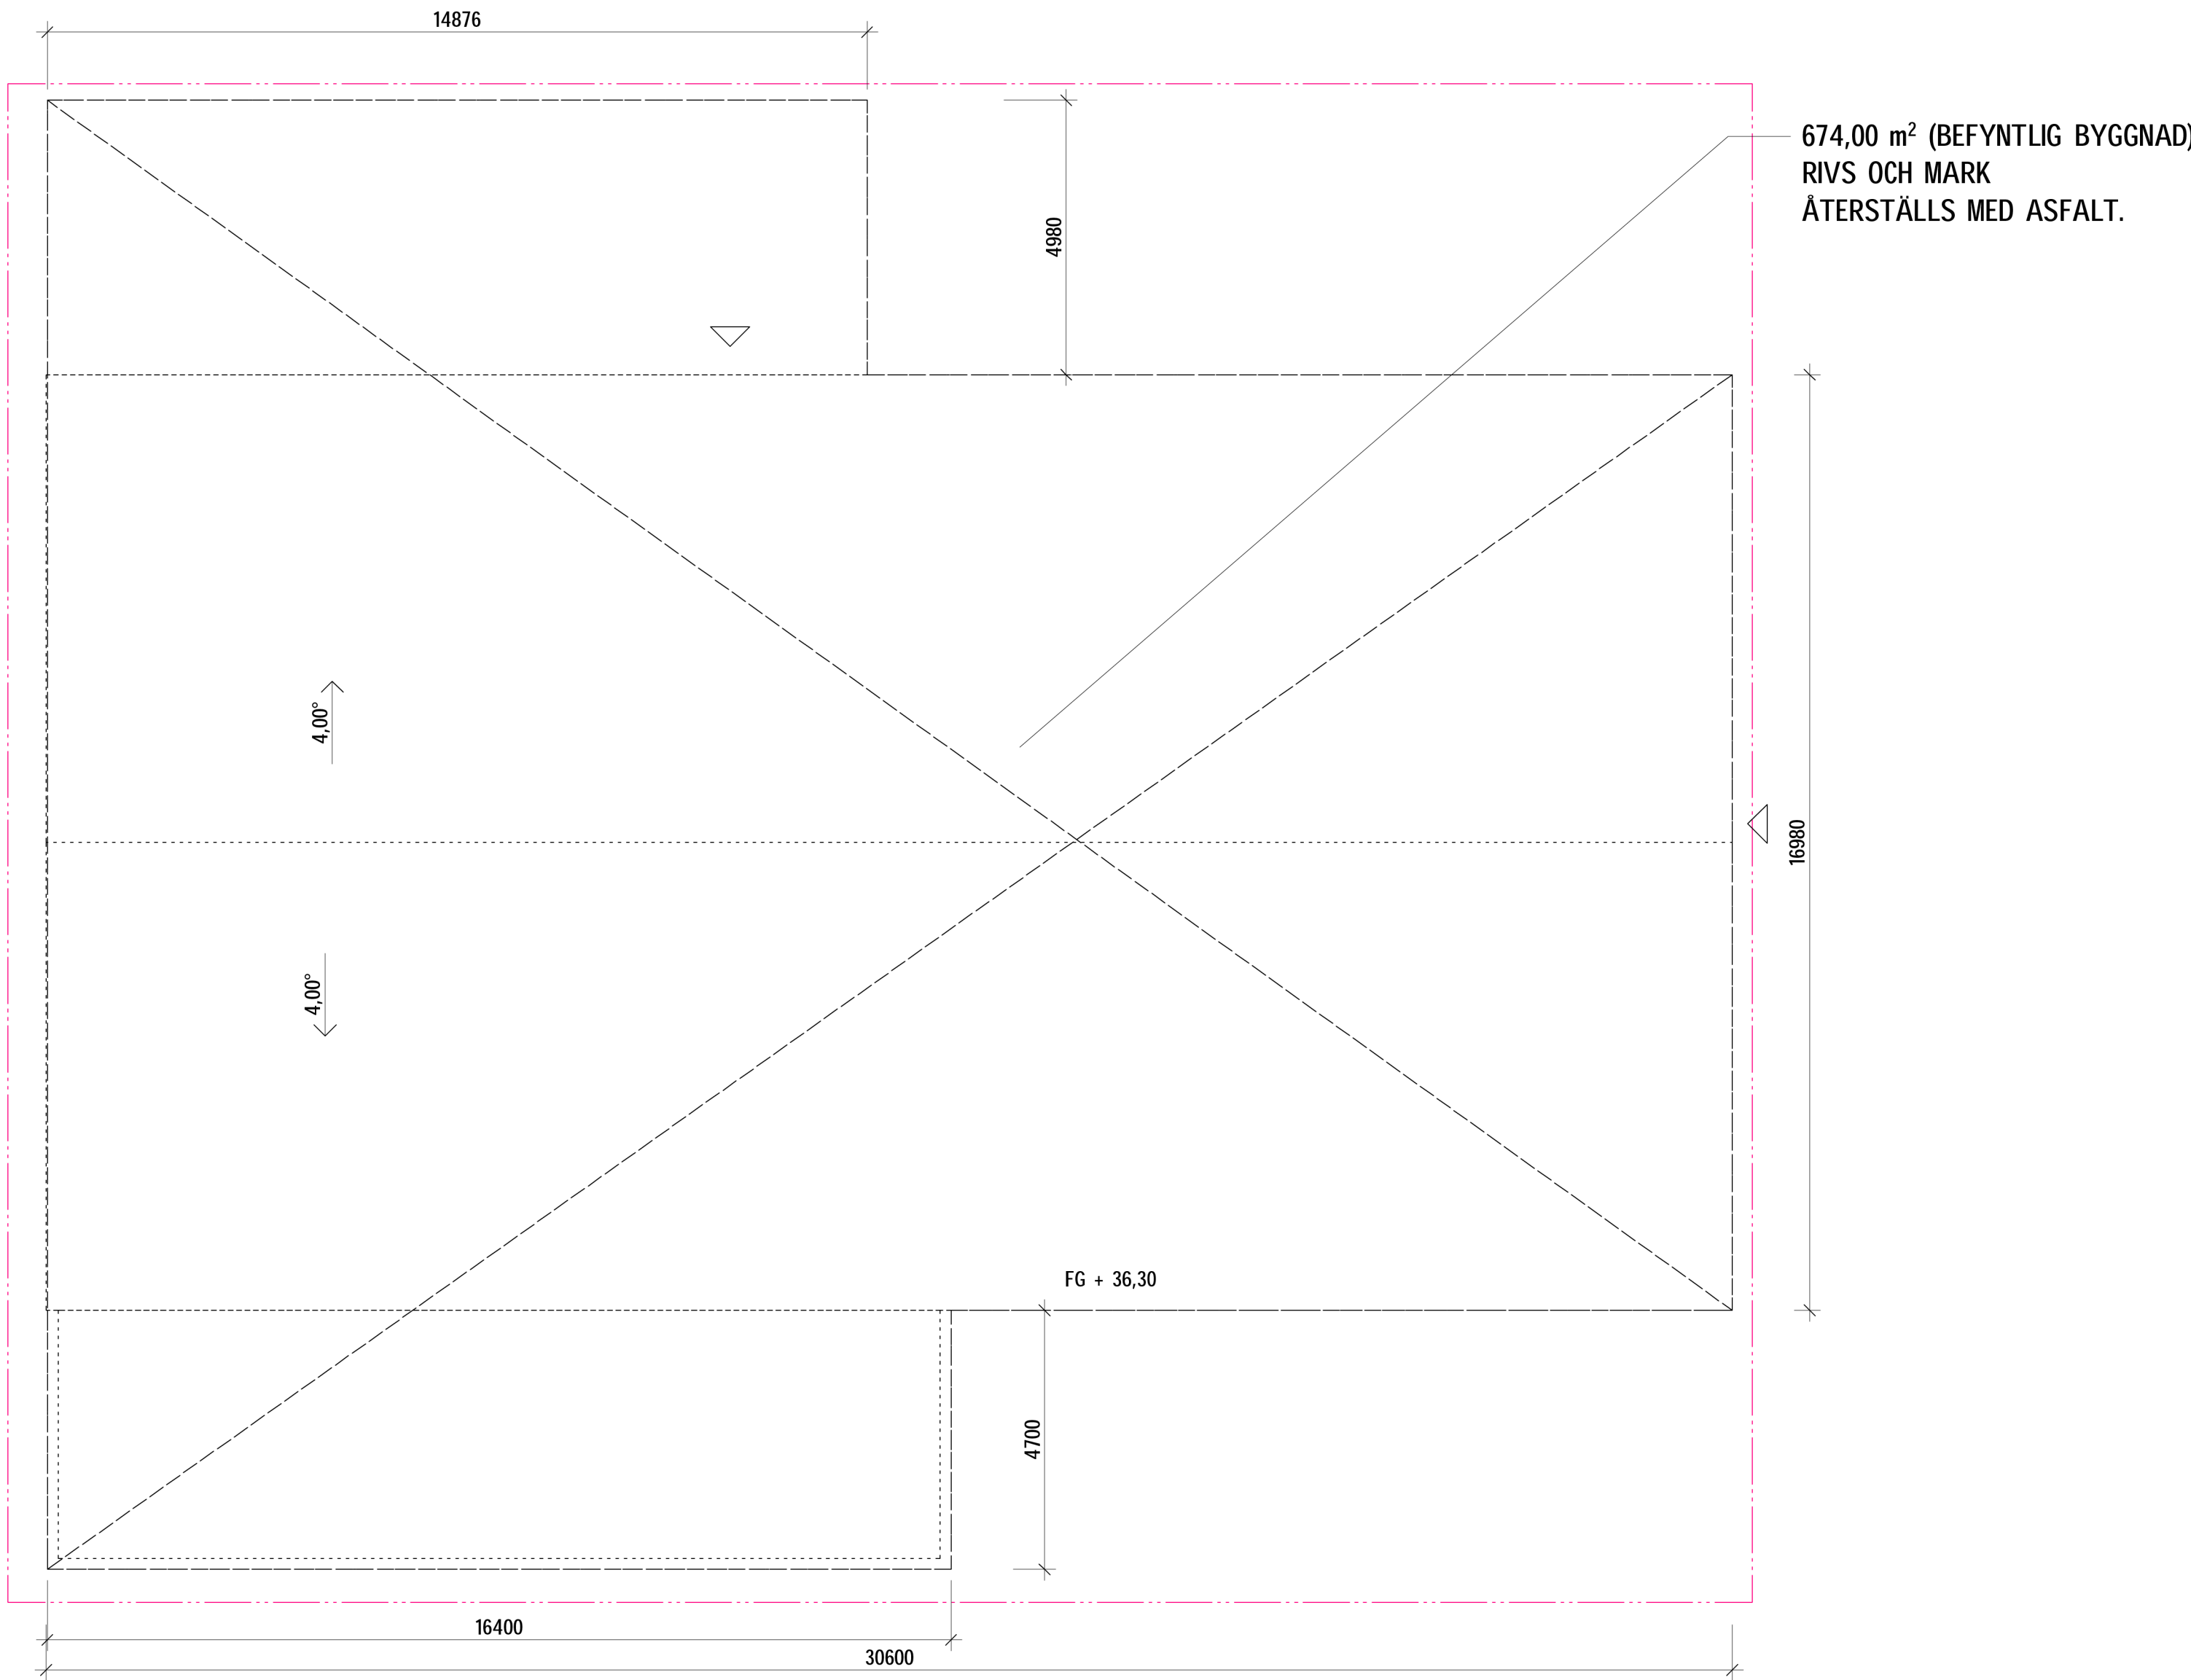 14876
674,00 m² (BEFYNTLIG BYGGNAD)
RIVS OCH MARK
ÅTERSTÄLLS MED ASFALT.
4980
4,00°
16980
4,00°
FG + 36,30
4700
16400
30600